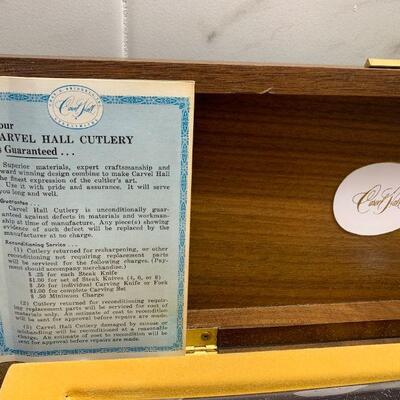 Carvel Hall
our
CARVEL HALL CUTLERY
s Guaranteed . . .
Superior materials, expert craftsmanship and
ward winning design combine to make Carvel Hall
the finest expression of the cutler's art.
Use it with pride and assurance. It will serve
you long and well.
Guarantee . . .
Carvel Hall Cutlery is unconditionally guar-
anteed against defects in materials and workman-
ship at time of manufacture. Any piece(s) showing
evidence of such defect will be replaced by the
manufacturer at no charge.
Reconditioning Service . . .
(1) Cutlery returned for resharpening, or other
reconditioning not requiring replacement parts
will be serviced for the following charges. (Pay-
ment should accompany merchandise.)
$ .25 for each Steak Knife
$1.00 for set of Steak Knives (4, 6, or 8)
$ .50 for individual Carving Knife or Fork
$1.00 for complete Carving Set
$ .50 Minimum Charge
(2) Cutlery returned for reconditioning requir-
ing replacement parts will be serviced for cost of
materials only. An estimate of cost to recondition
will be sent for approval before repairs are made.
(3) Carvel Hall Cutlery damaged by misuse or
mishandling will be reconditioned at a reasonable
charge. An estimate of cost to recondition will be
sent for approval before repairs are made.
Carvel Hall